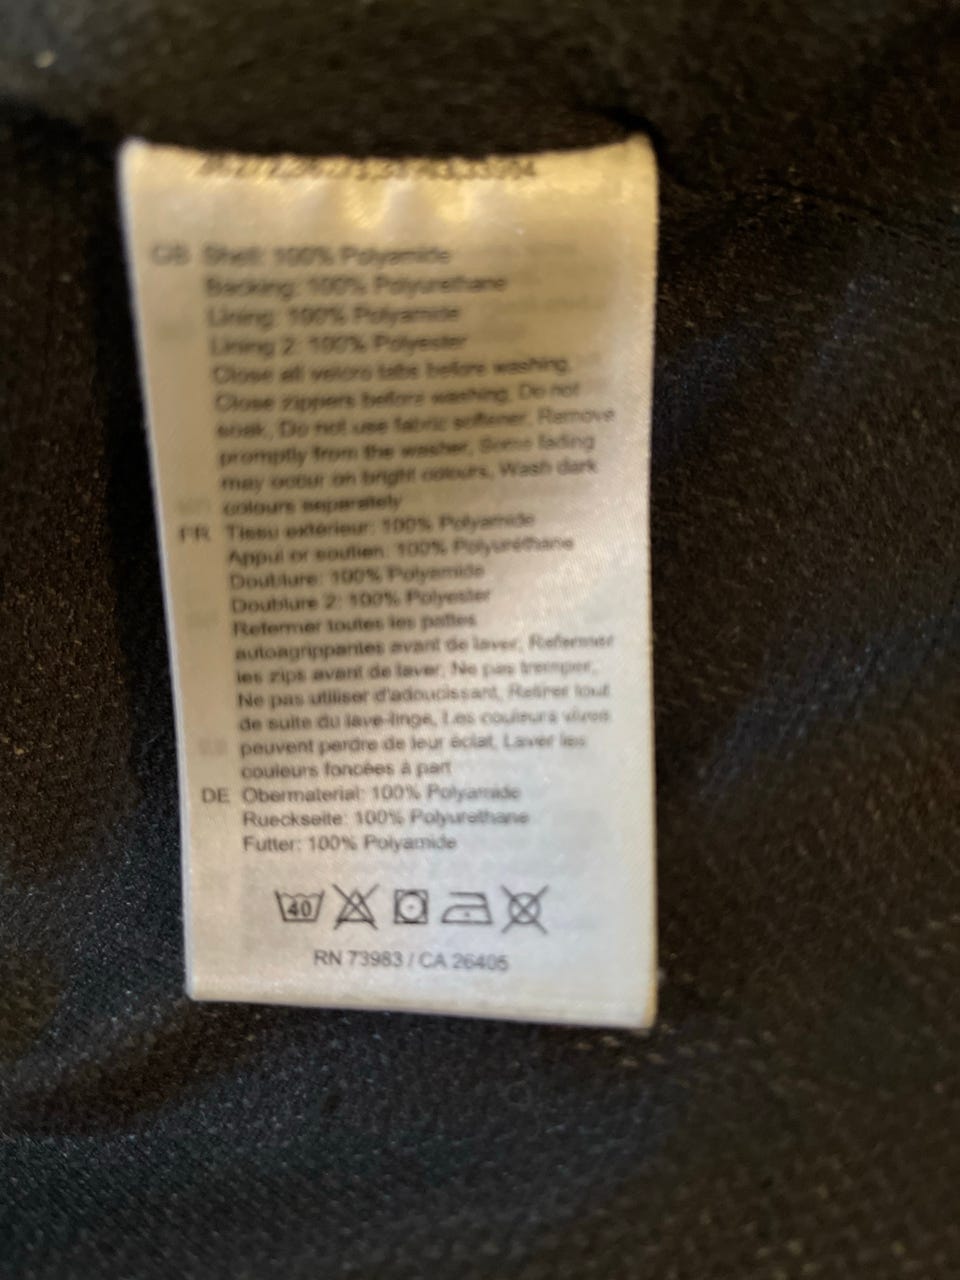 GB Shell: 100% Polyamide
Backing: 100% Polyurethane
Lining: 100% Polyamide
Lining 2: 100% Polyester
Close all velcro tabs before washing,
Close zippers before washing, Do not
soak, Do not use fabric softener, Remove
promptly from the washer, Some fading
may occur on bright colours, Wash dark
colours separately
FR Tissu extérieur: 100% Polyamide
Appui or soutien: 100% Polyuréthane
Doublure: 100% Polyamide
Doublure 2: 100% Polyester
Refermer toutes les pattes
autoagrippantes avant de laver, Refermer
les zips avant de laver, Ne pas tremper,
Ne pas utiliser d'adoucissant, Retirer tout
de suite du lave-linge, Les couleurs vives
peuvent perdre de leur éclat, Laver les
couleurs foncées à part
DE Obermaterial: 100% Polyamide
Rueckseite: 100% Polyurethane
Futter: 100% Polyamide
40
RN 73983 / CA 26405